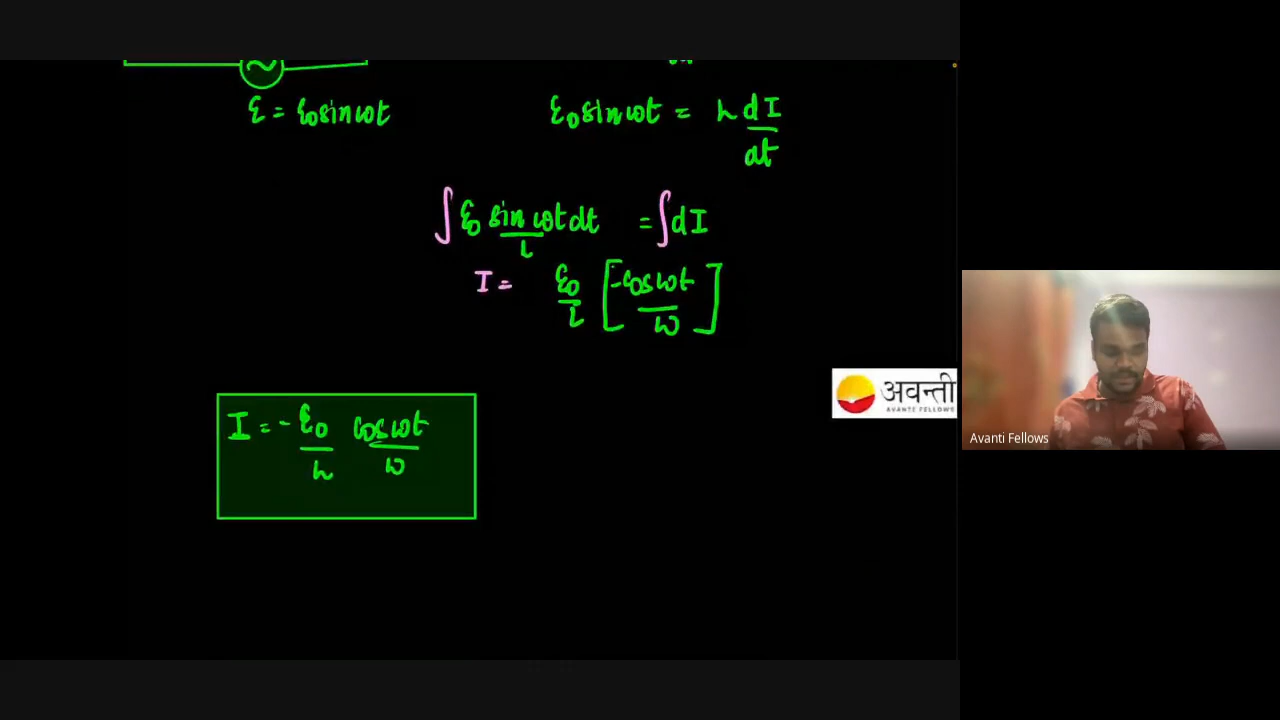 ε = ε0 sin ωt
ε0 sin ωt = L dI/dt
∫ ε0 sin ωt dt / L = ∫ dI
I = ε0/L [-cos ωt / ω]
I = - ε0/L cos ωt / ω
अवन्ती
AVANTI FELLOWS
Avanti Fellows